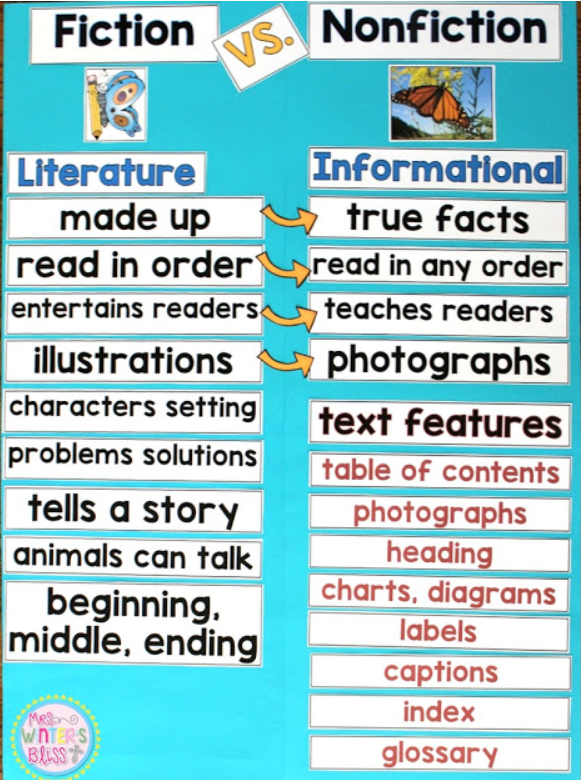 Fiction
vs.
Nonfiction
Literature
made up
read in order
entertains readers
illustrations
characters setting
problems solutions
tells a story
animals can talk
beginning,
middle, ending
Informational
true facts
read in any order
teaches readers
photographs
text features
table of contents
photographs
heading
charts, diagrams
labels
captions
index
glossary
MRS
WINTER'S
BLiSS